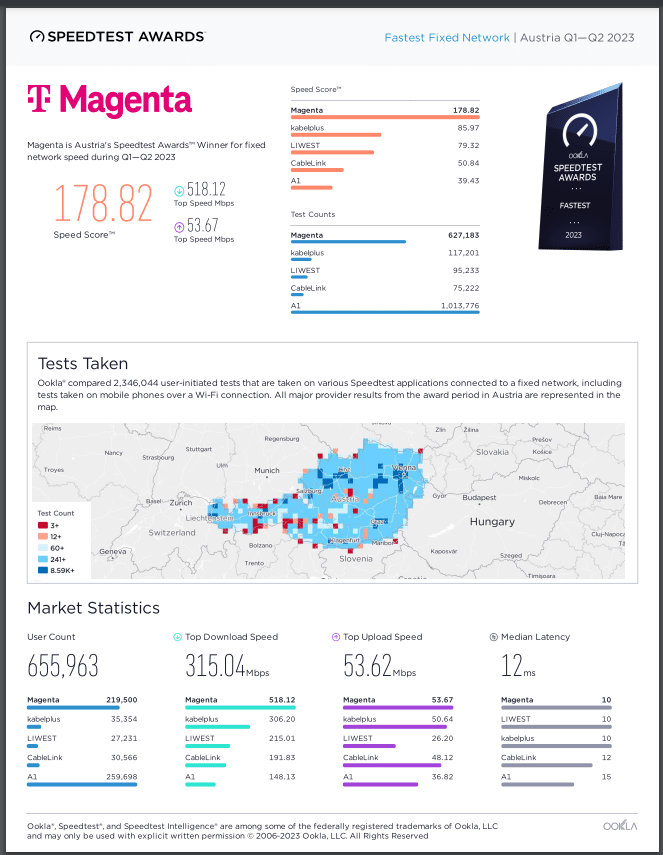 SPEEDTEST AWARDS™
Fastest Fixed Network | Austria Q1—Q2 2023
T Magenta
Magenta is Austria's Speedtest Awards™ Winner for fixed
network speed during Q1—Q2 2023
178.82
Speed Score™
518.12
Top Speed Mbps
53.67
Top Speed Mbps
Speed Score™
Magenta 178.82
kabelplus 85.97
LIWEST 79.32
CableLink 50.84
A1 39.43
Test Counts
Magenta 627,183
kabelplus 117,201
LIWEST 95,233
CableLink 75,222
A1 1,013,776
OOKLA
SPEEDTEST
AWARDS
...
FASTEST
...
2023
Tests Taken
Ookla® compared 2,346,044 user-initiated tests that are taken on various Speedtest applications connected to a fixed network, including
tests taken on mobile phones over a Wi-Fi connection. All major provider results from the award period in Austria are represented in the
map.
Reims
Nancy
Strasbourg
Troyes
Stuttgart
Ulm
Regensburg
Munich
Zlín
Žilina
Prešov
Košice
Slovakia
Miskolc
Basel
Zurich
Liechtenstein
Switzerland
Geneva
Salzburg
Linz
Vienna
Austria
Innsbruck
Graz
Klagenfurt
Maribor
Bolzano
Trento
Slovenia
Győr
Budapest
Hungary
Debrecen
Baia Mare
Cluj-Napoca
Kaposvár
Szeged
Timișoara
Croatia
Test Count
3+
12+
60+
241+
8.59K+
Market Statistics
User Count
655,963
Magenta 219,500
kabelplus 35,354
LIWEST 27,231
CableLink 30,566
A1 259,698
Top Download Speed
315.04Mbps
Magenta 518.12
kabelplus 306.20
LIWEST 215.01
CableLink 191.83
A1 148.13
Top Upload Speed
53.62Mbps
Magenta 53.67
kabelplus 50.64
LIWEST 26.20
CableLink 48.12
A1 36.82
Median Latency
12ms
Magenta 10
LIWEST 10
kabelplus 10
CableLink 12
A1 15
Ookla®, Speedtest®, and Speedtest Intelligence® are among some of the federally registered trademarks of Ookla, LLC
and may only be used with explicit written permission © 2006-2023 Ookla, LLC. All Rights Reserved
OOKLA